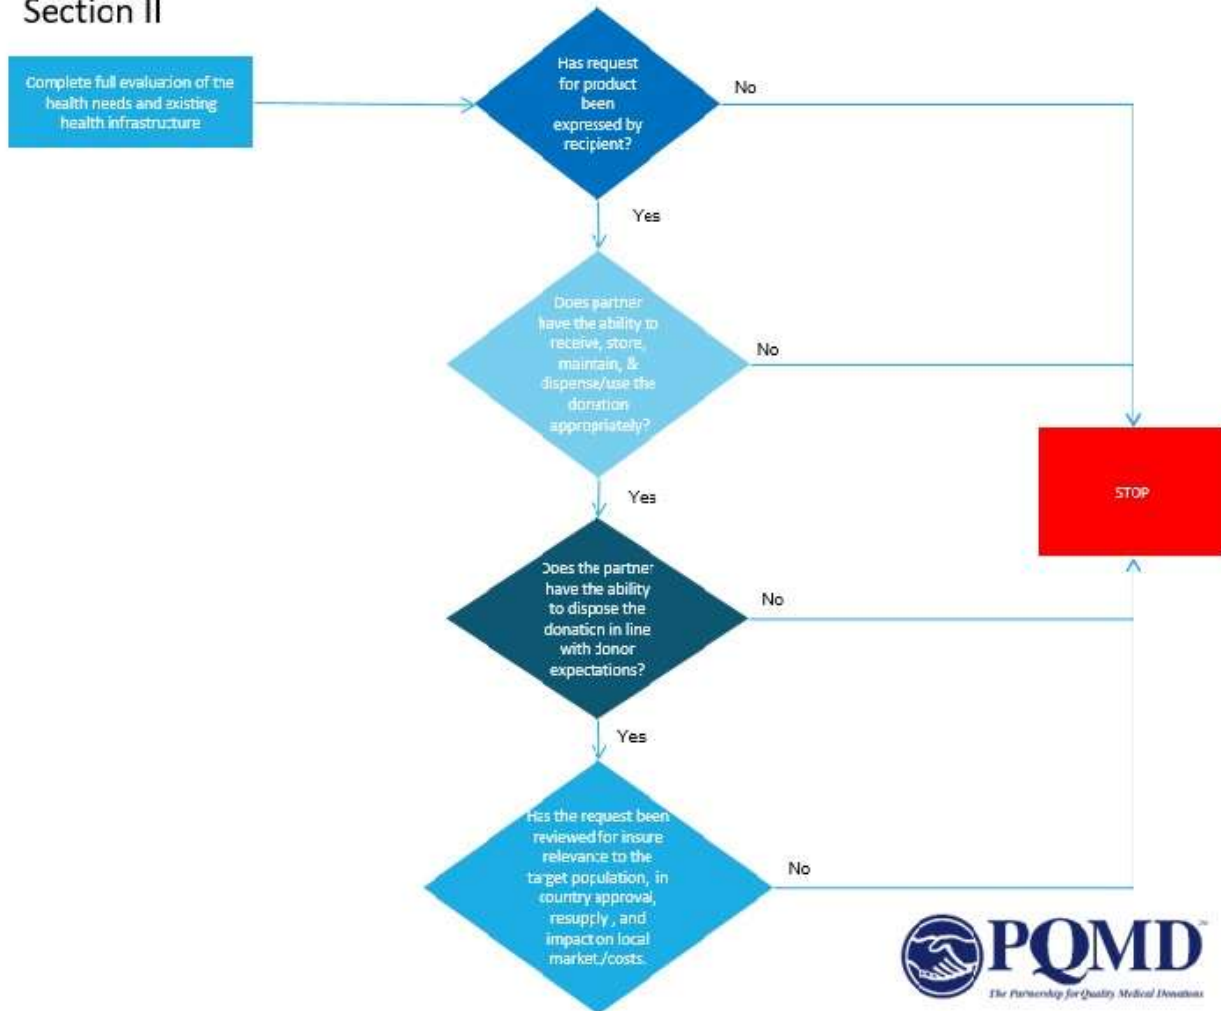 Section II
Complete full evaluation of the
health needs and existing
health infrastructure
Has request
for product
been
expressed by
recipient?
No
Yes
Does partner
have the ability to
receive, store,
maintain, &
dispense/use the
donation
appropriately?
No
Yes
STOP
Does the partner
have the ability
to dispose the
donation in line
with donor
expectations?
No
Yes
Has the request been
reviewed for insure
relevance to the
target population, in
country approval,
resupply , and
impact on local
market/costs.
No
PQMD
The Partnership for Quality Medical Donations